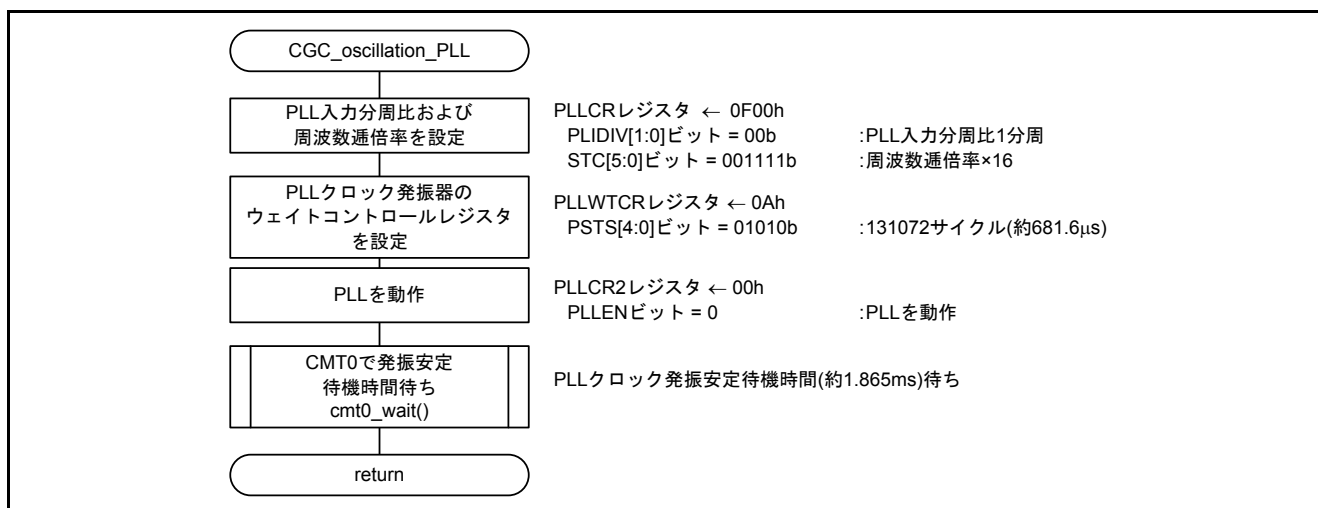 CGC_oscillation_PLL
PLL入力分周比および
周波数逓倍率を設定
PLLCRレジスタ ← 0F00h
PLIDIV[1:0]ビット = 00b :PLL入力分周比1分周
STC[5:0]ビット = 001111b :周波数逓倍率×16
PLLクロック発振器の
ウェイトコントロールレジスタ
を設定
PLLWTCRレジスタ ← 0Ah
PSTS[4:0]ビット = 01010b :131072サイクル(約681.6μs)
PLLを動作
PLLCR2レジスタ ← 00h
PLLENビット = 0 :PLLを動作
CMT0で発振安定
待機時間待ち
cmt0_wait()
PLLクロック発振安定待機時間(約1.865ms)待ち
return